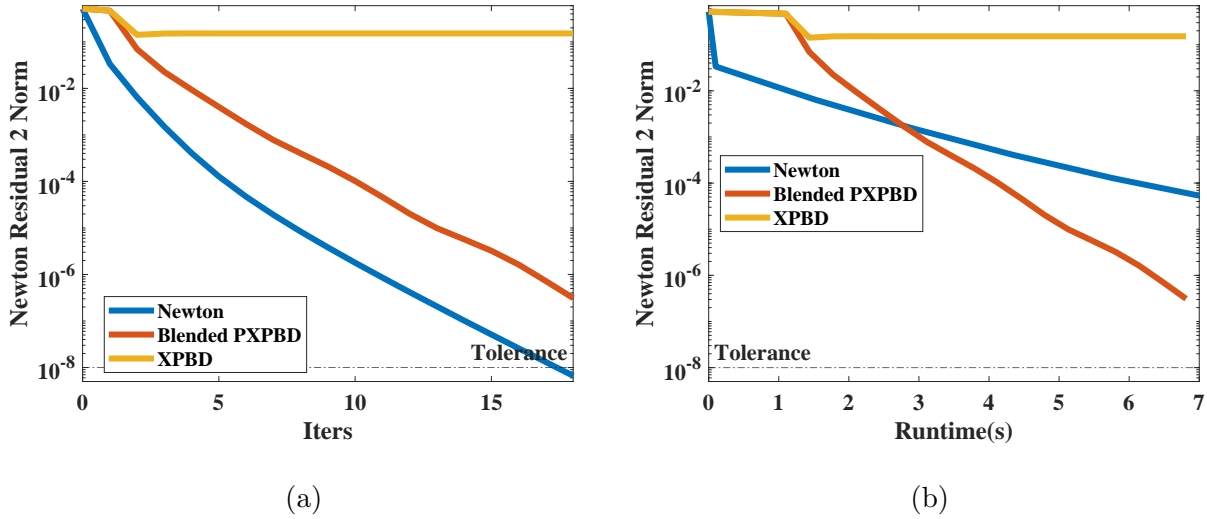 Newton Residual 2 Norm
10^-2
10^-4
10^-6
10^-8
Newton
Blended PXPBD
XPBD
Tolerance
0 5 10 15
Iters
(a)
Newton Residual 2 Norm
10^-2
10^-4
10^-6
10^-8
Newton
Blended PXPBD
XPBD
Tolerance
0 1 2 3 4 5 6 7
Runtime(s)
(b)